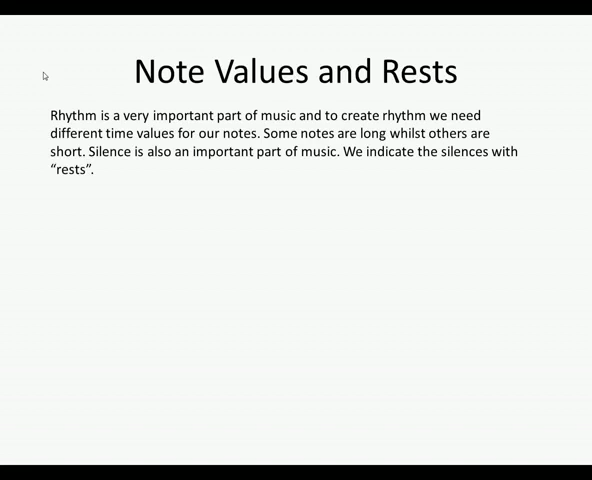 Note Values and Rests
Rhythm is a very important part of music and to create rhythm we need
different time values for our notes. Some notes are long whilst others are
short. Silence is also an important part of music. We indicate the silences with
“rests”.